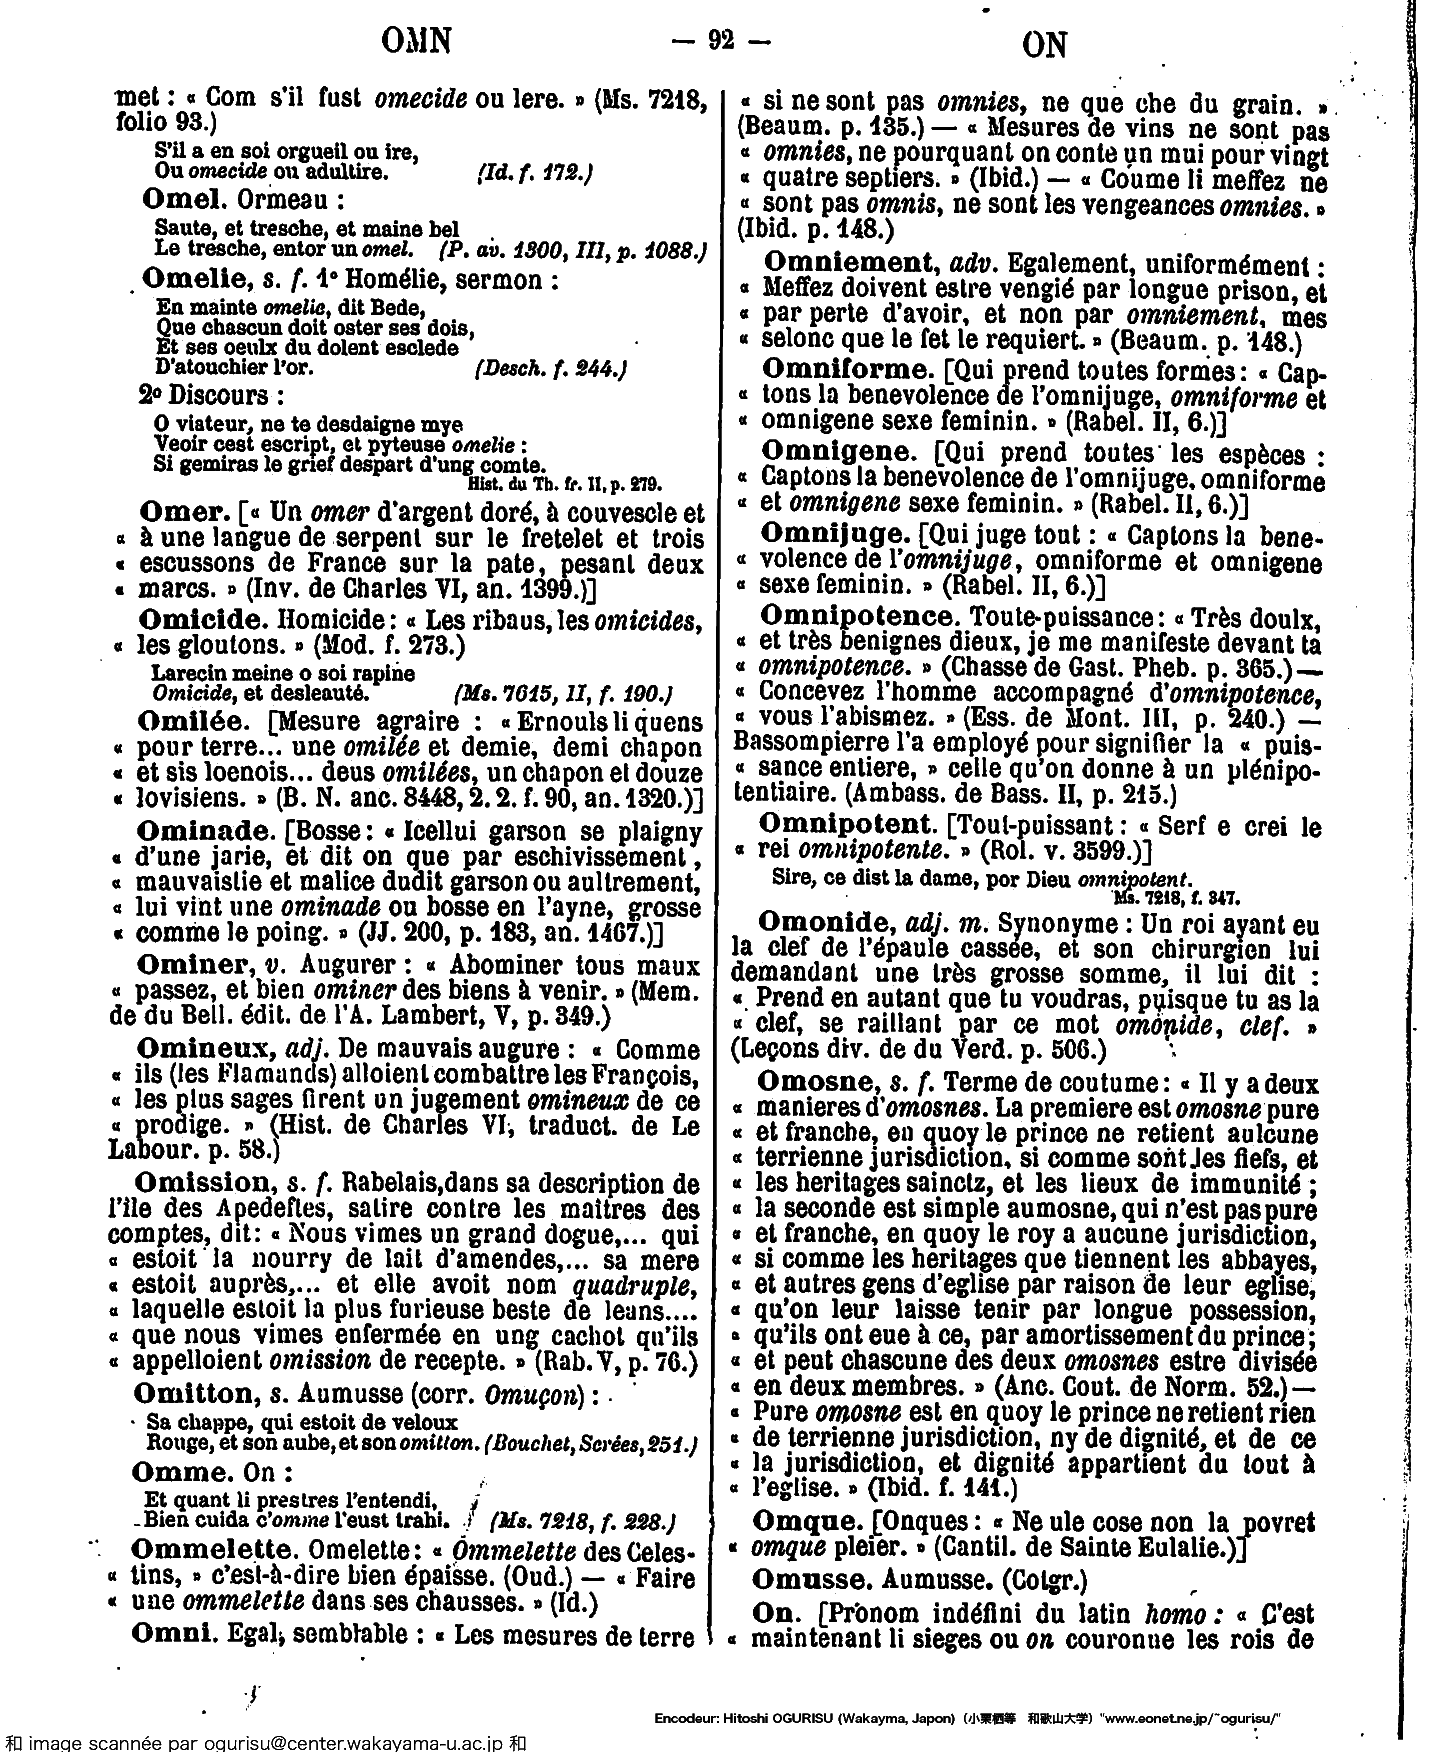 OMN — 92 — ON
met : « Com s'il fust omecide ou lere. » (Ms. 7218,
folio 93.)
S'il a en soi orgueil ou ire,
Ou omecide ou adultire. (Id. f. 172.)
Omel. Ormeau :
Saute, et tresche, et maine bel
Le tresche, entor un omel. (P. av. 1300, III, p. 1088.)
Omelie, s. f. 1º Homélie, sermon :
En mainte omelie, dit Bede,
Que chascun doit oster ses dois,
Et ses oeulx du dolent esclede
D'atouchier l'or. (Desch. f. 244.)
2º Discours :
O viateur, ne te desdaigne mye
Veoir cest escript, et pyteuse omelie :
Si gemiras le grief despart d'ung comte.
Hist. du Th. fr. II, p. 279.
Omer. [« Un omer d'argent doré, à couvescle et
« à une langue de serpent sur le fretelet et trois
« escussons de France sur la pate, pesant deux
« marcs. » (Inv. de Charles VI, an. 1399.)]
Omicide. Homicide : « Les ribaus, les omicides,
« les gloutons. » (Mod. f. 273.)
Larecin meine o soi rapine
Omicide, et desleauté. (Ms. 7615, II, f. 190.)
Omilée. [Mesure agraire : « Ernouls li quens
« pour terre... une omilée et demie, demi chapon
« et sis loenois... deus omilées, un chapon et douze
« lovisiens. » (B. N. anc. 8448, 2. 2. f. 90, an. 1320.)]
Ominade. [Bosse : « Icellui garson se plaigny
« d'une jarie, et dit on que par eschivissement,
« mauvaistie et malice dudit garson ou aultrement,
« lui vint une ominade ou bosse en l'ayne, grosse
« comme le poing. » (JJ. 200, p. 183, an. 1467.)]
Ominer, v. Augurer : « Abominer tous maux
« passez, et bien ominer des biens à venir. » (Mem.
de du Bell. édit. de l'A. Lambert, V, p. 349.)
Omineux, adj. De mauvais augure : « Comme
« ils (les Flamands) alloient combattre les François,
« les plus sages firent un jugement omineux de ce
« prodige. » (Hist. de Charles VI, traduct. de Le
Labour. p. 58.)
Omission, s. f. Rabelais, dans sa description de
l'île des Apedeftes, satire contre les maitres des
comptes, dit : « Nous vimes un grand dogue,... qui
« estoit la nourry de lait d'amendes,... sa mere
« estoit auprès,... et elle avoit nom quadruple,
« laquelle estoit la plus furieuse beste de leans....
« que nous vimes enfermée en ung cachot qu'ils
« appelloient omission de recepte. » (Rab. V, p. 76.)
Omitton, s. Aumusse (corr. Omuçon) :
Sa chappe, qui estoit de veloux
Rouge, et son aube, et son omitton. (Bouchet, Scrées, 251.)
Omme. On :
Et quant li prestres l'entendi,
Bien cuida c'omme l'eust trahi. (Ms. 7218, f. 228.)
Ommelette. Omelette : « Ommelette des Celes-
« tins, » c'est-à-dire bien épaisse. (Oud.) — « Faire
« une ommelette dans ses chausses. » (Id.)
Omni. Egal, semblable : « Les mesures de terre
« si ne sont pas omnies, ne que che du grain. »
(Beaum. p. 135.) — « Mesures de vins ne sont pas
« omnies, ne pourquant on conte un mui pour vingt
« quatre septiers. » (Ibid.) — « Coume li meffez ne
« sont pas omnis, ne sont les vengeances omnies. »
(Ibid. p. 148.)
Omniement, adv. Egalement, uniformément :
« Meffez doivent estre vengié par longue prison, et
« par perte d'avoir, et non par omniement, mes
« selonc que le fet le requiert. » (Beaum. p. 148.)
Omniforme. [Qui prend toutes formes : « Cap-
« tons la benevolence de l'omnijuge, omniforme et
« omnigene sexe feminin. » (Rabel. II, 6.)]
Omnigene. [Qui prend toutes les espèces :
« Captons la benevolence de l'omnijuge, omniforme
« et omnigene sexe feminin. » (Rabel. II, 6.)]
Omnijuge. [Qui juge tout : « Captons la bene-
« volence de l'omnijuge, omniforme et omnigene
« sexe feminin. » (Rabel. II, 6.)]
Omnipotence. Toute-puissance : « Très doulx,
« et très benignes dieux, je me manifeste devant ta
« omnipotence. » (Chasse de Gast. Pheb. p. 365.) —
« Concevez l'homme accompagné d'omnipotence,
« vous l'abismez. » (Ess. de Mont. III, p. 240.) —
Bassompierre l'a employé pour signifier la « puis-
« sance entiere, » celle qu'on donne à un plénipo-
tentiaire. (Ambass. de Bass. II, p. 215.)
Omnipotent. [Tout-puissant : « Serf e crei le
« rei omnipotente. » (Rol. v. 3599.)]
Sire, ce dist la dame, por Dieu omnipotent.
Ms. 7218, f. 347.
Omonide, adj. m. Synonyme : Un roi ayant eu
la clef de l'épaule cassée, et son chirurgien lui
demandant une très grosse somme, il lui dit :
« Prend en autant que tu voudras, puisque tu as la
« clef, se raillant par ce mot omonide, clef. »
(Leçons div. de du Verd. p. 506.)
Omosne, s. f. Terme de coutume : « Il y a deux
« manieres d'omosnes. La premiere est omosne pure
« et franche, en quoy le prince ne retient aulcune
« terrienne jurisdiction, si comme sont les fiefs, et
« les heritages sainctz, et les lieux de immunité ;
« la seconde est simple aumosne, qui n'est pas pure
« et franche, en quoy le roy a aucune jurisdiction,
« si comme les heritages que tiennent les abbayes,
« et autres gens d'eglise par raison de leur eglise,
« qu'on leur laisse tenir par longue possession,
« qu'ils ont eue à ce, par amortissement du prince ;
« et peut chascune des deux omosnes estre divisée
« en deux membres. » (Anc. Cout. de Norm. 52.) —
« Pure omosne est en quoy le prince ne retient rien
« de terrienne jurisdiction, ny de dignité, et de ce
« la jurisdiction, et dignité appartient du tout à
« l'eglise. » (Ibid. f. 141.)
Omque. [Onques : « Ne ule cose non la povret
« omque pleier. » (Cantil. de Sainte Eulalie.)]
Omusse. Aumusse. (Cotgr.)
On. [Pronom indéfini du latin homo : « C'est
« maintenant li sieges ou on couronne les rois de
Encodeur: Hitoshi OGURISU (Wakayma, Japon) (小栗栖等 和歌山大学) "www.eonet.ne.jp/~ogurisu/"
和 image scannée par ogurisu@center.wakayama-u.ac.jp 和